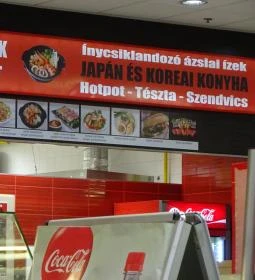 K
Ínycsiklandozó ázsiai ízek
JAPÁN ÉS KOREAI KONYHA
Hotpot - Tészta - Szendvics
Coca-Cola
Coca-Cola